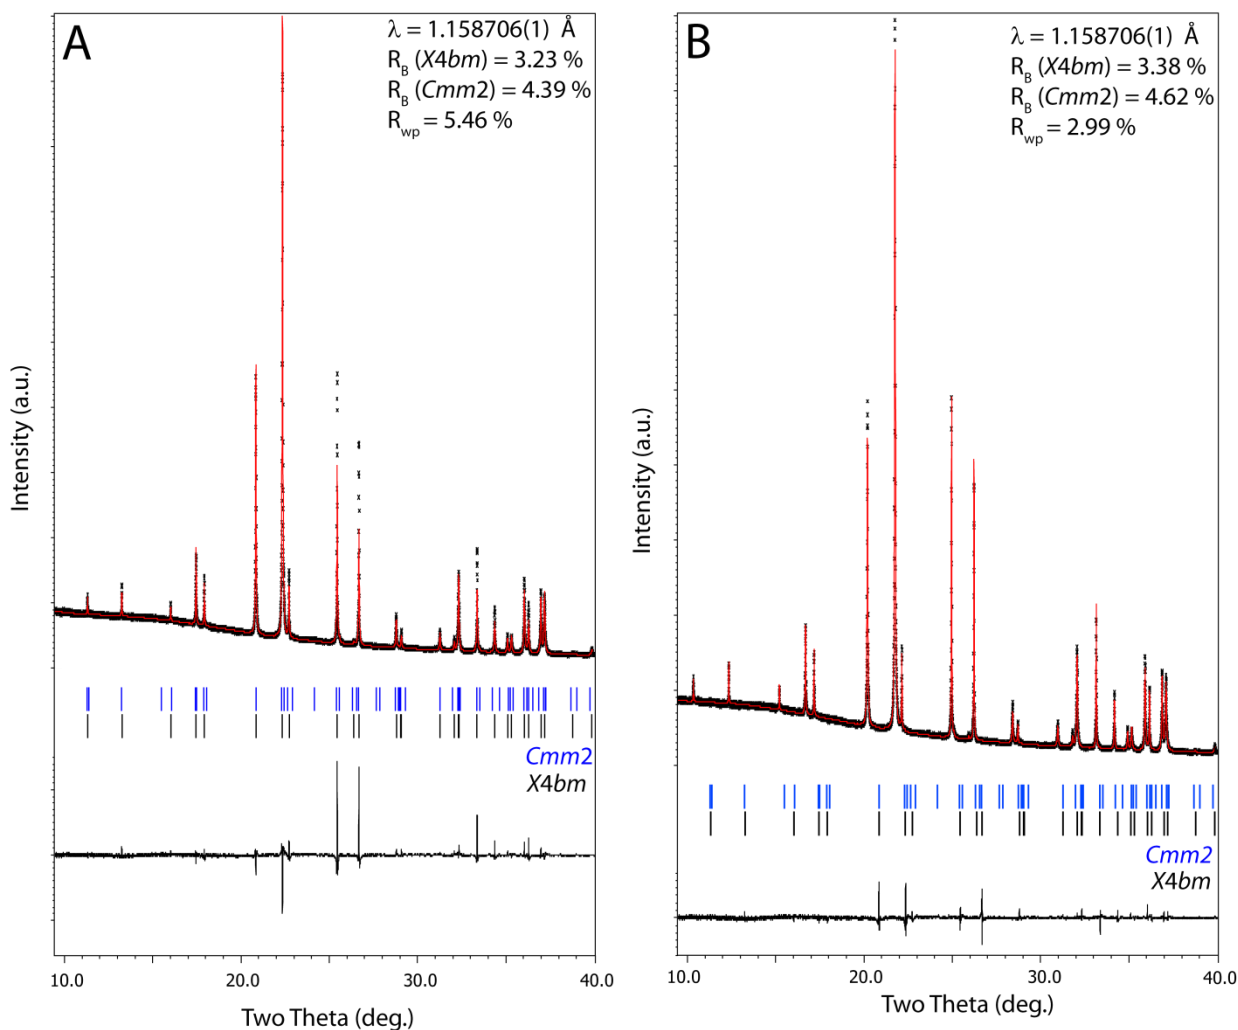 A
λ = 1.158706(1) Å
R_B (X4bm) = 3.23 %
R_B (Cmm2) = 4.39 %
R_wp = 5.46 %
Intensity (a.u.)
Cmm2
X4bm
10.0 20.0 30.0 40.0
Two Theta (deg.)
B
λ = 1.158706(1) Å
R_B (X4bm) = 3.38 %
R_B (Cmm2) = 4.62 %
R_wp = 2.99 %
Intensity (a.u.)
Cmm2
X4bm
10.0 20.0 30.0 40.0
Two Theta (deg.)